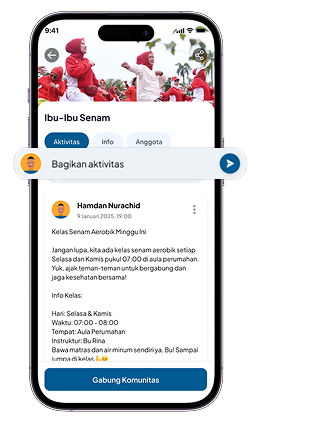 9:41
Ibu-Ibu Senam
Aktivitas Info Anggota
Bagikan aktivitas
Hamdan Nurachid
9 Ianuari 2025, 19:00
Kelas Senam Aerobik Minggu Ini
Jangan lupa, kita ada kelas senam aerobik setiap
Selasa dan Kamis pukul 07:00 di aula perumahan.
Yuk, ajak teman-teman untuk bergabung dan
jaga kesehatan bersama!
Info Kelas:
Hari: Selasa & Kamis
Waktu: 07:00 - 08:00
Tempat: Aula Perumahan
Instruktur: Bu Rina
Bawa matras dan air minum sendiri ya, Bu! Sampai
jumpa di kelas 💪😊
Gabung Komunitas